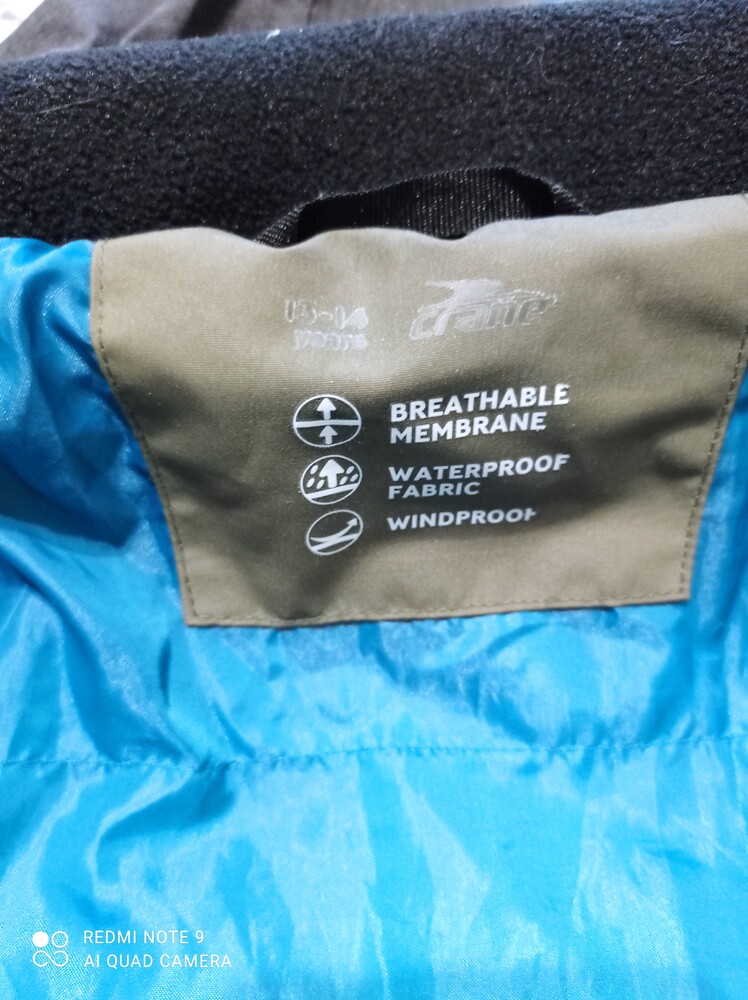 13-14
years
crane
BREATHABLE
MEMBRANE
WATERPROOF
FABRIC
WINDPROOF
REDMI NOTE 9
AI QUAD CAMERA